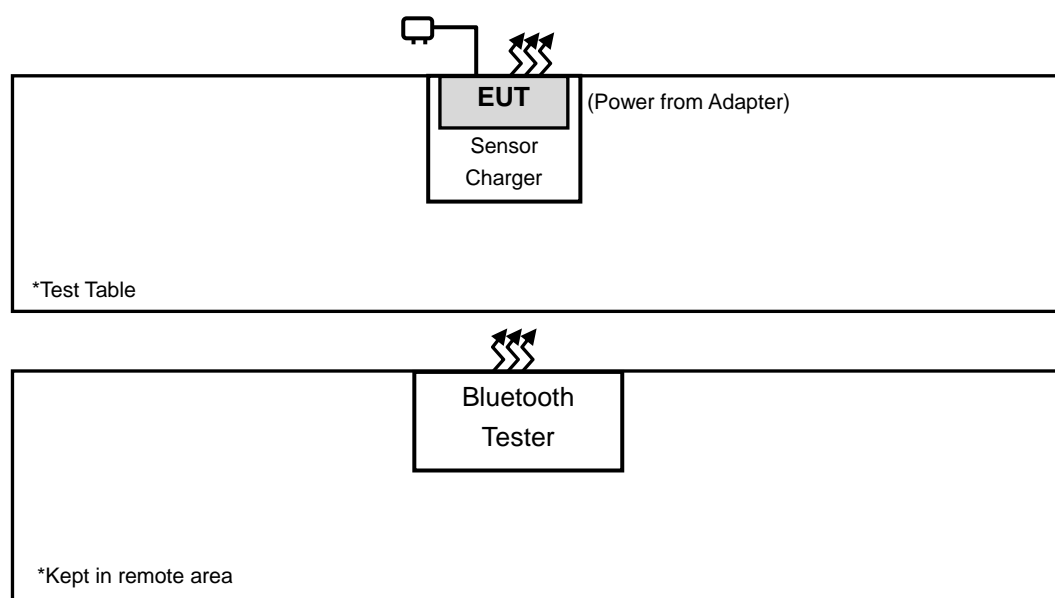 EUT
(Power from Adapter)
Sensor
Charger
*Test Table
Bluetooth
Tester
*Kept in remote area